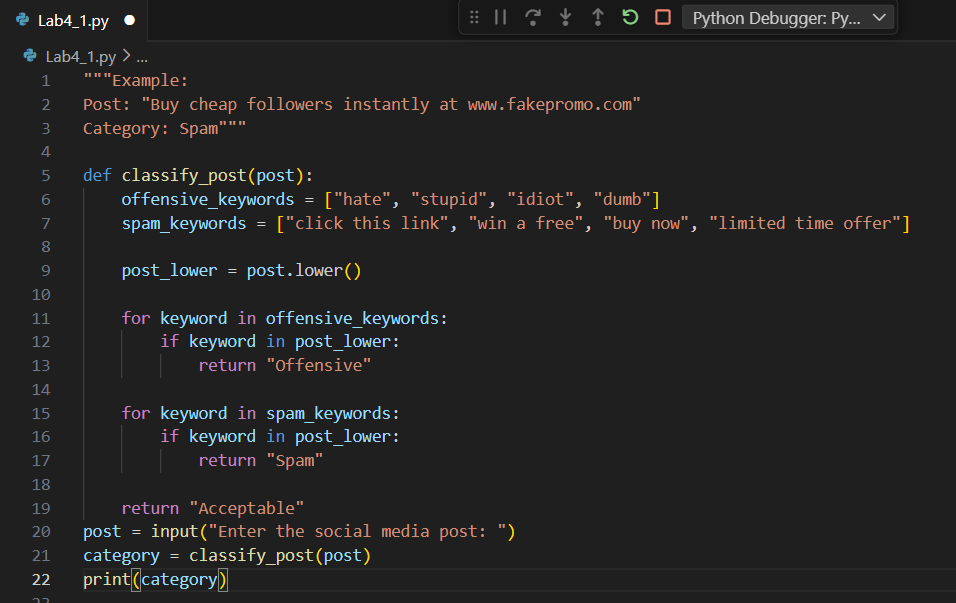 Lab4_1.py
Python Debugger: Py...
Lab4_1.py > ...
1 """Example:
2 Post: "Buy cheap followers instantly at www.fakepromo.com"
3 Category: Spam"""
4
5 def classify_post(post):
6     offensive_keywords = ["hate", "stupid", "idiot", "dumb"]
7     spam_keywords = ["click this link", "win a free", "buy now", "limited time offer"]
8
9     post_lower = post.lower()
10
11     for keyword in offensive_keywords:
12         if keyword in post_lower:
13             return "Offensive"
14
15     for keyword in spam_keywords:
16         if keyword in post_lower:
17             return "Spam"
18
19     return "Acceptable"
20 post = input("Enter the social media post: ")
21 category = classify_post(post)
22 print(category)
23